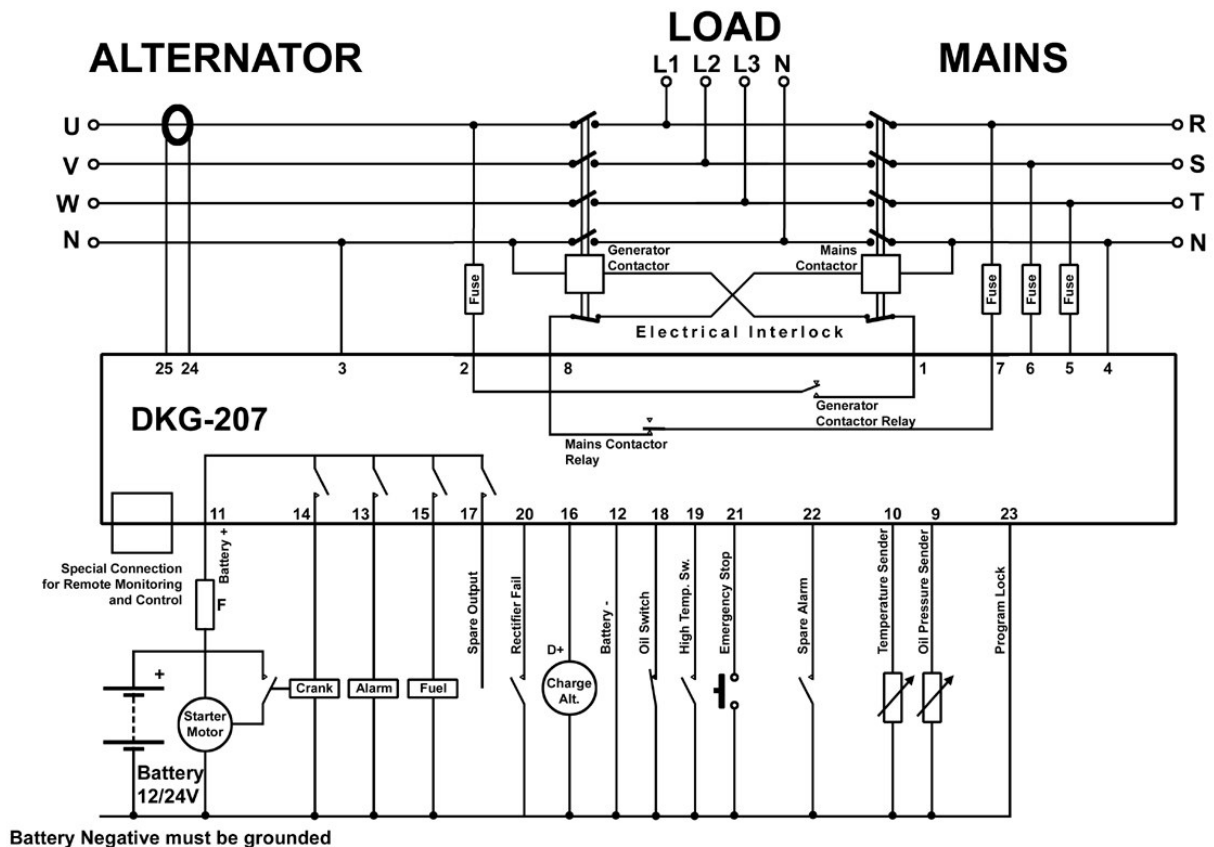 ALTERNATOR
LOAD
MAINS
L1 L2 L3 N
U
V
W
N
R
S
T
N
Generator
Contactor
Mains
Contactor
Fuse
Fuse
Fuse
Fuse
Electrical Interlock
25 24 3 2 8 1 7 6 5 4
DKG-207
Generator
Contactor Relay
Mains Contactor
Relay
11 14 13 15 17 20 16 12 18 19 21 22 10 9 23
Special Connection
for Remote Monitoring
and Control
Battery +
F
Spare Output
Rectifier Fail
Battery -
Oil Switch
High Temp. Sw.
Emergency Stop
Spare Alarm
Temperature Sender
Oil Pressure Sender
Program Lock
+
D+
Crank
Alarm
Fuel
Charge
Alt.
Starter
Motor
Battery
12/24V
Battery Negative must be grounded